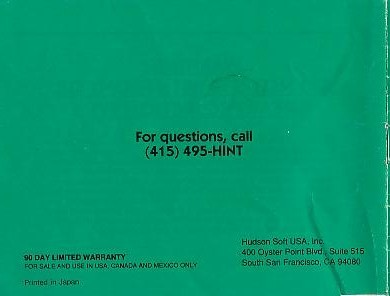 For questions, call
(415) 495-HINT
90 DAY LIMITED WARRANTY
FOR SALE AND USE IN USA, CANADA AND MEXICO ONLY
Printed in Japan
Hudson Soft USA, Inc.
400 Oyster Point Blvd., Suite 515
South San Francisco, CA 94080